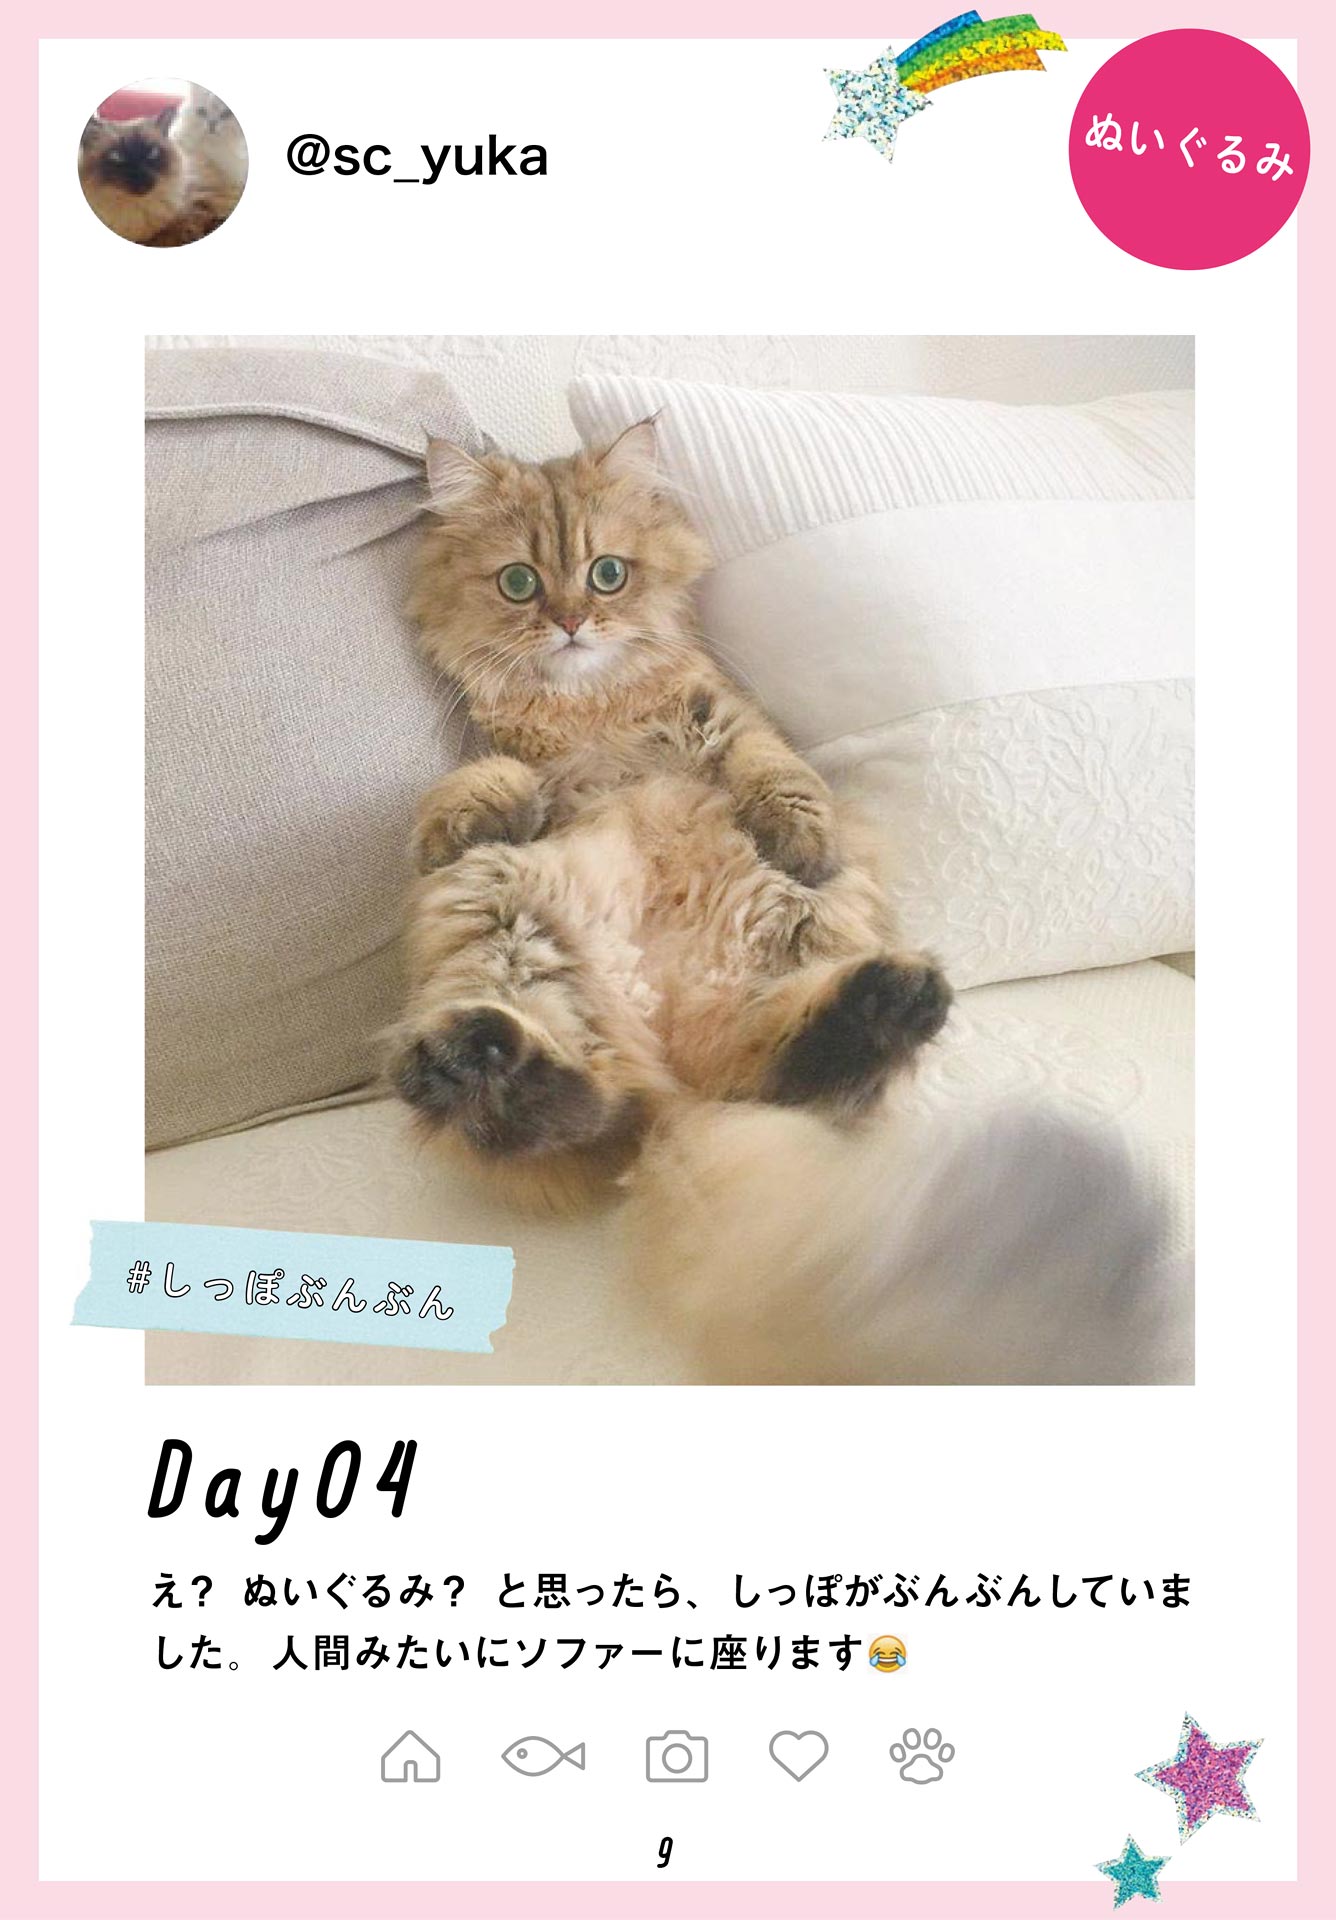 @sc_yuka
ぬいぐるみ
#しっぽぶんぶん
Day04
え？ ぬいぐるみ？ と思ったら、しっぽがぶんぶんしていま
した。人間みたいにソファーに座ります😂
9